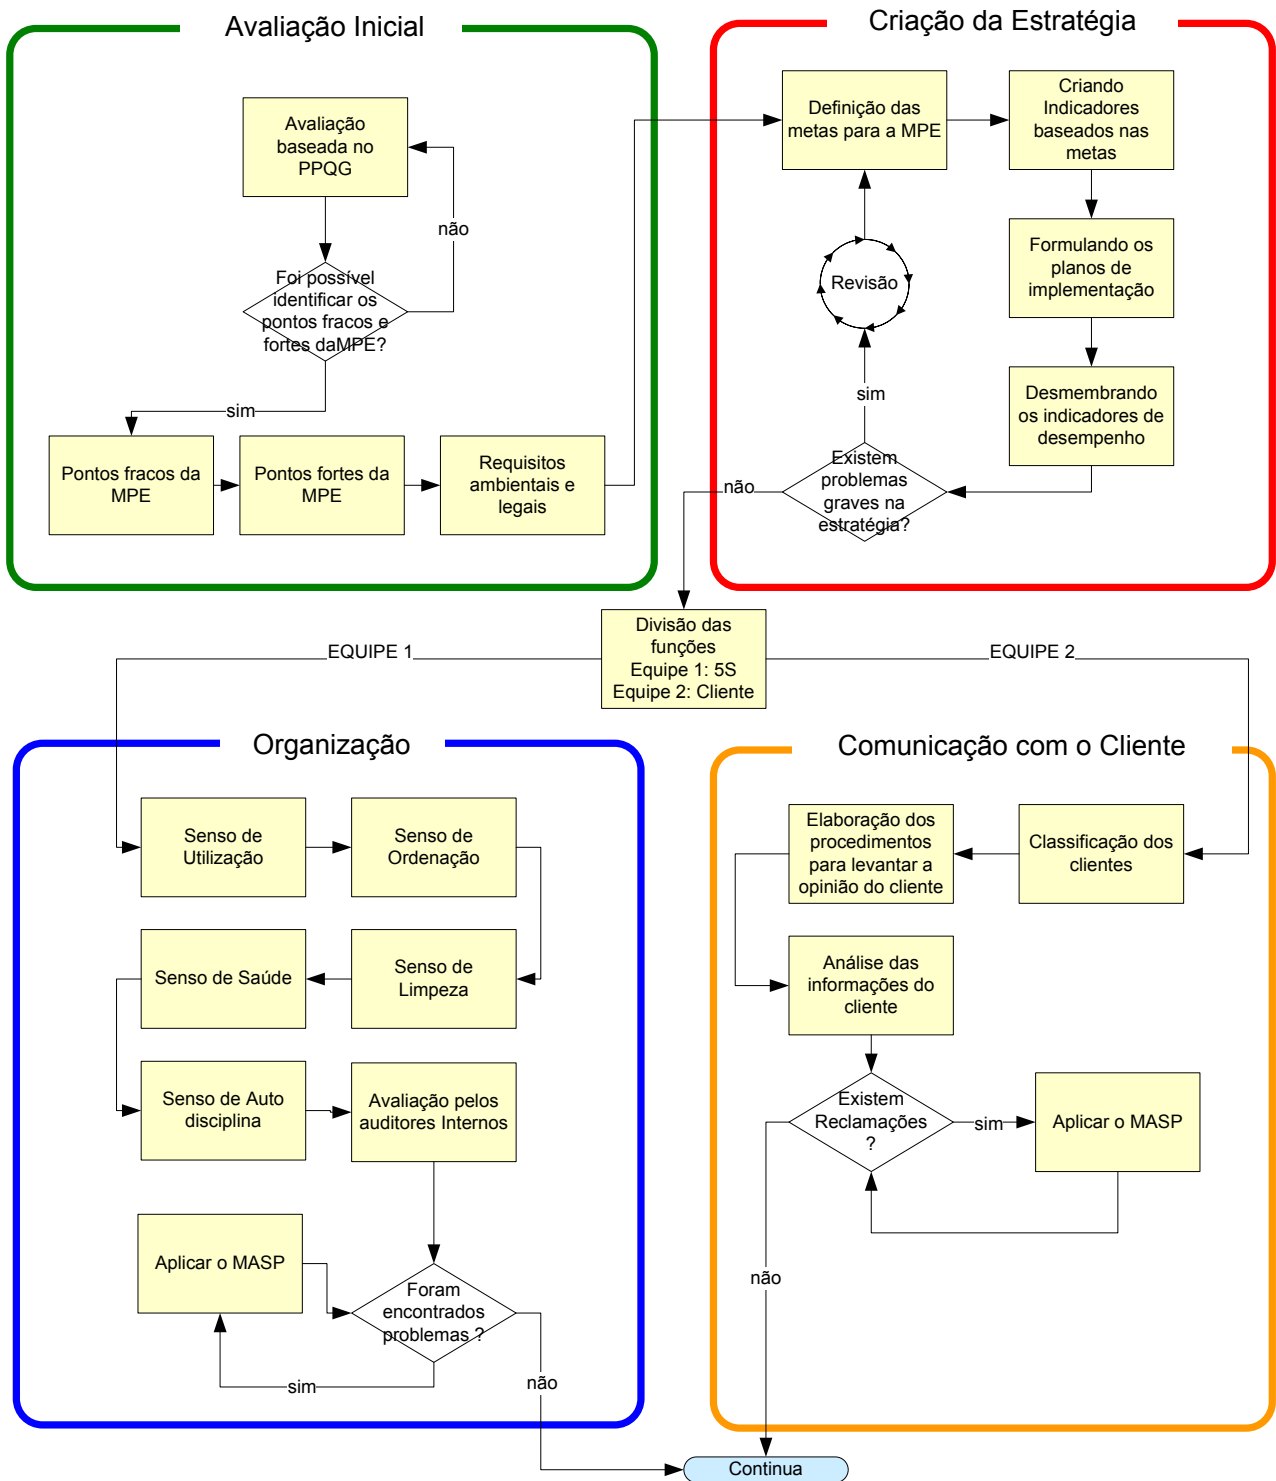 Avaliação Inicial
Avaliação
baseada no
PPQG
não
Foi possível
identificar os
pontos fracos e
fortes daMPE?
sim
Pontos fracos da
MPE
Pontos fortes da
MPE
Requisitos
ambientais e
legais
Criação da Estratégia
Definição das
metas para a MPE
Criando
Indicadores
baseados nas
metas
Formulando os
planos de
implementação
Revisão
Desmembrando
os indicadores de
desempenho
sim
Existem
problemas
graves na
estratégia?
não
Divisão das
funções
Equipe 1: 5S
Equipe 2: Cliente
EQUIPE 1
EQUIPE 2
Organização
Senso de
Utilização
Senso de
Ordenação
Senso de Saúde
Senso de
Limpeza
Senso de Auto
disciplina
Avaliação pelos
auditores Internos
Aplicar o MASP
Foram
encontrados
problemas ?
sim
não
Comunicação com o Cliente
Elaboração dos
procedimentos
para levantar a
opinião do cliente
Classificação dos
clientes
Análise das
informações do
cliente
Existem
Reclamações
?
sim
Aplicar o MASP
não
Continua